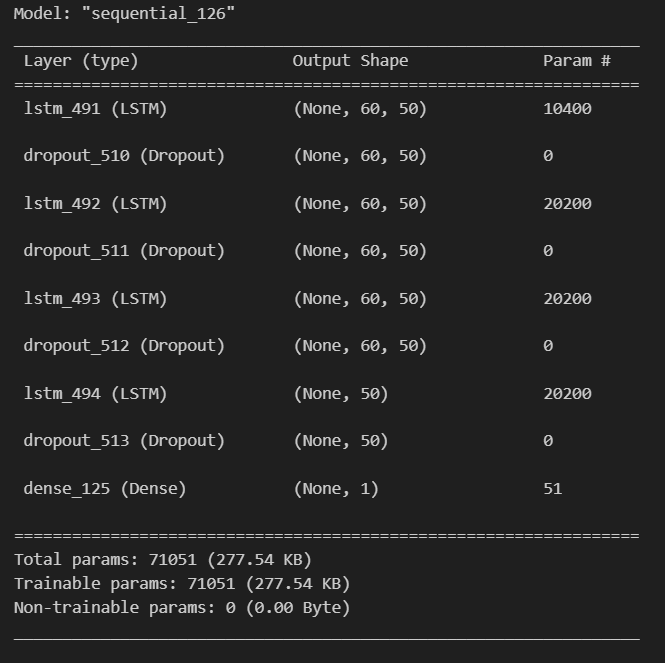 Model: "sequential_126"
_________________________________________________________________
Layer (type) Output Shape Param #
=================================================================
lstm_491 (LSTM) (None, 60, 50) 10400
dropout_510 (Dropout) (None, 60, 50) 0
lstm_492 (LSTM) (None, 60, 50) 20200
dropout_511 (Dropout) (None, 60, 50) 0
lstm_493 (LSTM) (None, 60, 50) 20200
dropout_512 (Dropout) (None, 60, 50) 0
lstm_494 (LSTM) (None, 50) 20200
dropout_513 (Dropout) (None, 50) 0
dense_125 (Dense) (None, 1) 51
=================================================================
Total params: 71051 (277.54 KB)
Trainable params: 71051 (277.54 KB)
Non-trainable params: 0 (0.00 Byte)
_________________________________________________________________